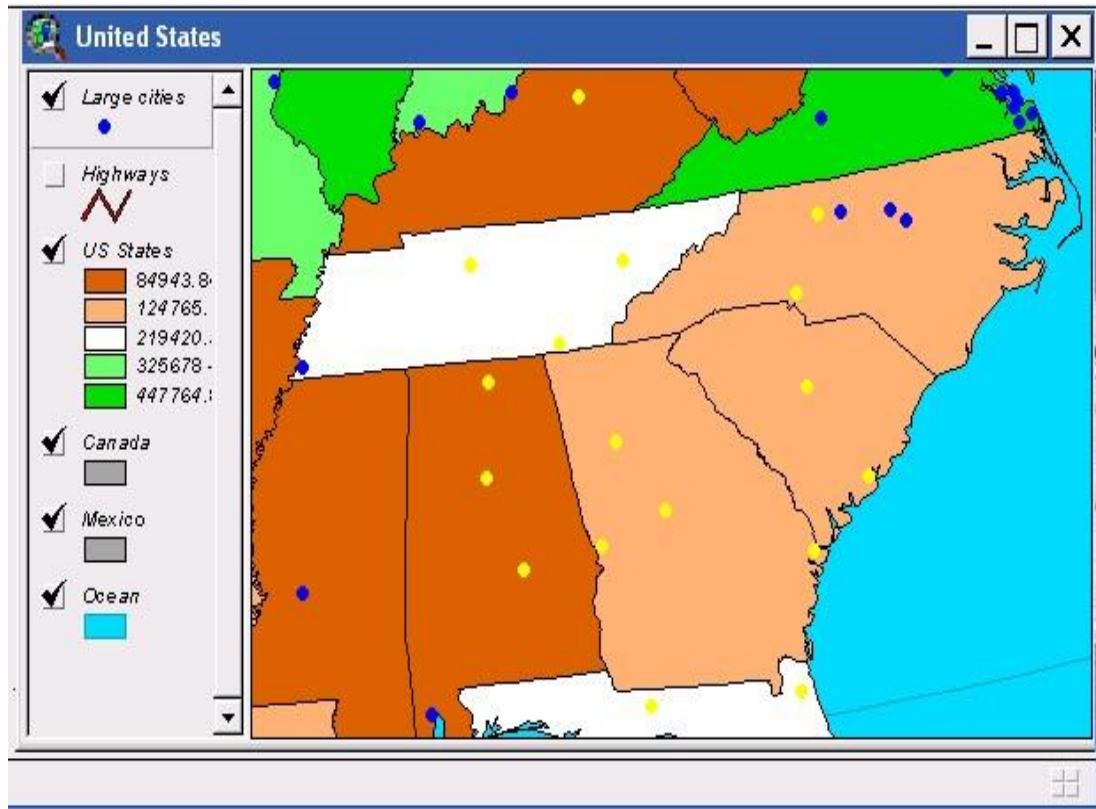 United States
Large cities
Highways
US States
84943.8
124765.
219420.
325678 -
447764.
Canada
Mexico
Ocean